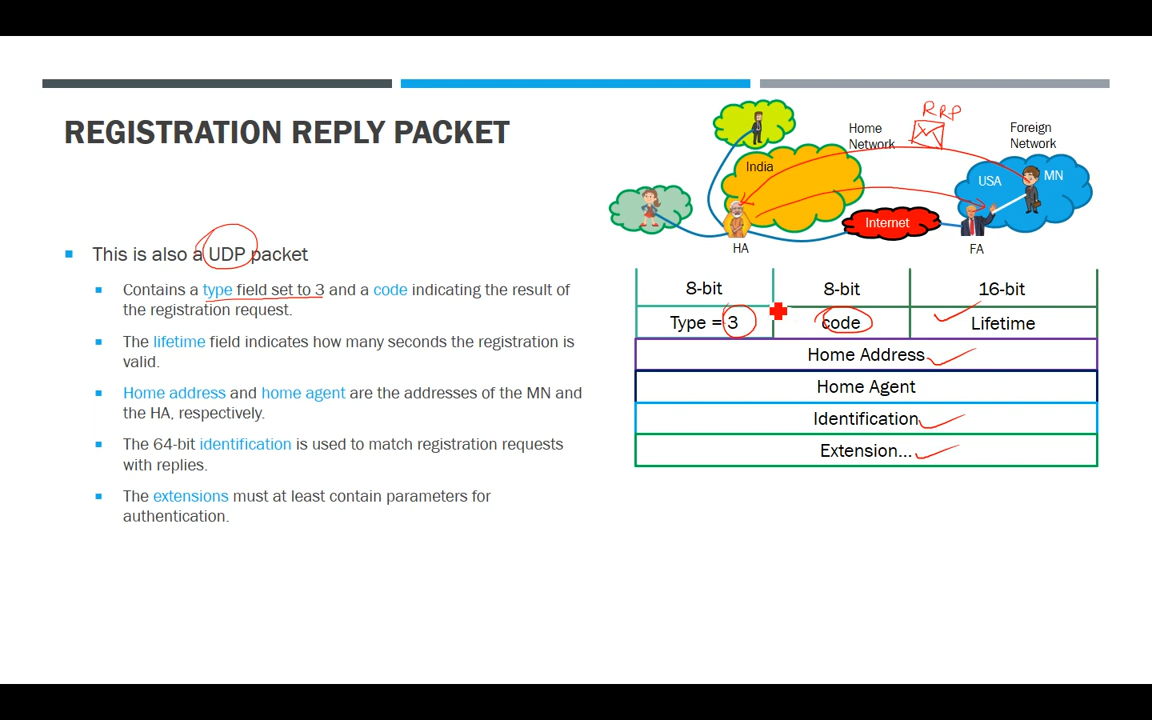 REGISTRATION REPLY PACKET
This is also a UDP packet
Contains a type field set to 3 and a code indicating the result of
the registration request.
The lifetime field indicates how many seconds the registration is
valid.
Home address and home agent are the addresses of the MN and
the HA, respectively.
The 64-bit identification is used to match registration requests
with replies.
The extensions must at least contain parameters for
authentication.
RRP
Home
Network
Foreign
Network
India
USA
MN
Internet
HA
FA
8-bit 8-bit 16-bit
Type = 3 code Lifetime
Home Address
Home Agent
Identification
Extension...